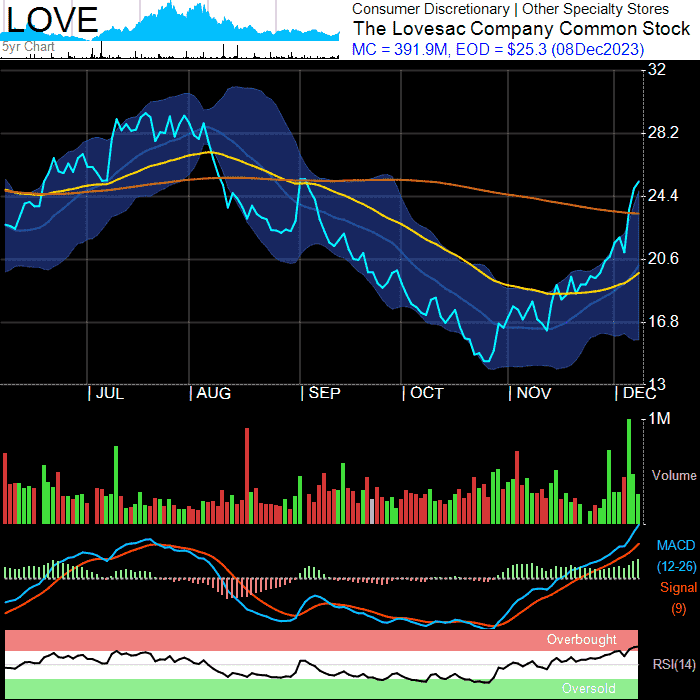 LOVE
5yr Chart
Consumer Discretionary | Other Specialty Stores
The Lovesac Company Common Stock
MC = 391.9M, EOD = $25.3 (08Dec2023)
32
28.2
24.4
20.6
16.8
13
| JUL | AUG | SEP | OCT | NOV | DEC
1M
Volume
MACD
(12-26)
Signal
(9)
Overbought
RSI(14)
Oversold